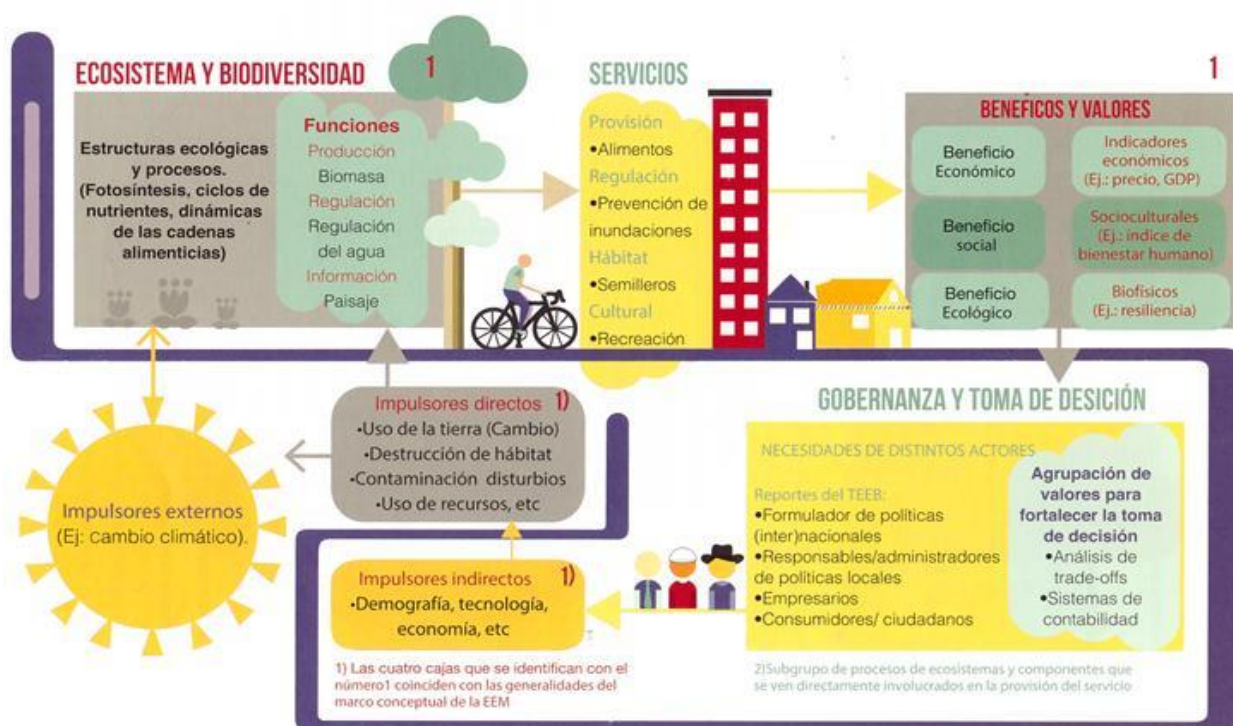 ECOSISTEMA Y BIODIVERSIDAD 1
Estructuras ecológicas
y procesos.
(Fotosíntesis, ciclos de
nutrientes, dinámicas
de las cadenas
alimenticias)
Funciones
Producción
Biomasa
Regulación
Regulación
del agua
Información
Paisaje
SERVICIOS
Provisión
•Alimentos
Regulación
•Prevención de
inundaciones
Hábitat
•Semilleros
Cultural
•Recreación
1
BENEFICOS Y VALORES
Beneficio
Económico
Indicadores
económicos
(Ej.: precio, GDP)
Beneficio
social
Socioculturales
(Ej.: índice de
bienestar humano)
Beneficio
Ecológico
Biofísicos
(Ej.: resiliencia)
Impulsores externos
(Ej: cambio climático).
Impulsores directos 1)
•Uso de la tierra (Cambio)
•Destrucción de hábitat
•Contaminación disturbios
•Uso de recursos, etc
Impulsores indirectos 1)
•Demografía, tecnología,
economía, etc
1) Las cuatro cajas que se identifican con el
número1 coinciden con las generalidades del
marco conceptual de la EEM
GOBERNANZA Y TOMA DE DESICIÓN
NECESIDADES DE DISTINTOS ACTORES
Reportes del TEEB:
•Formulador de políticas
(inter)nacionales
•Responsables/administradores
de políticas locales
•Empresarios
•Consumidores/ ciudadanos
Agrupación de
valores para
fortalecer la toma
de decisión
•Análisis de
trade-offs
•Sistemas de
contabilidad
2)Subgrupo de procesos de ecosistemas y componentes que
se ven directamente involucrados en la provisión del servicio